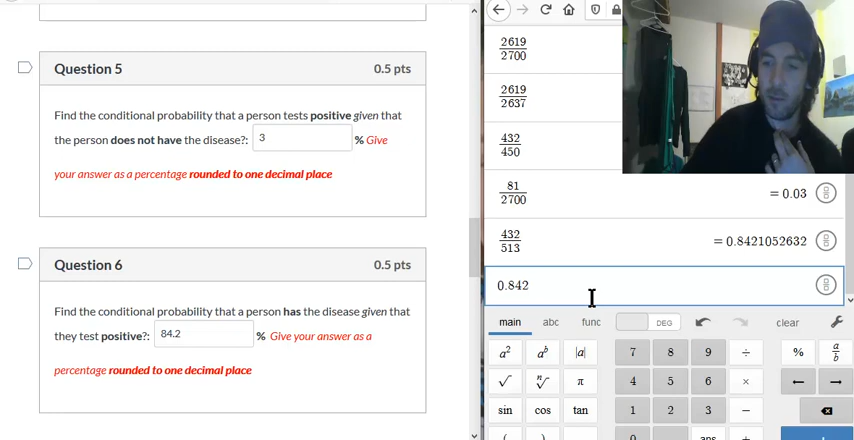 Question 5
0.5 pts
Find the conditional probability that a person tests positive given that
the person does not have the disease?: 3 % Give
your answer as a percentage rounded to one decimal place
Question 6
0.5 pts
Find the conditional probability that a person has the disease given that
they test positive?: 84.2 % Give your answer as a
percentage rounded to one decimal place
2619
2700
2619
2637
432
450
81
2700
= 0.03
432
513
= 0.8421052632
0.842
main abc func DEG clear
a² aᵇ |a| 7 8 9 ÷ % a/b
√ ⁿ√ π 4 5 6 × ← →
sin cos tan 1 2 3 −
( ) 0 . ans +